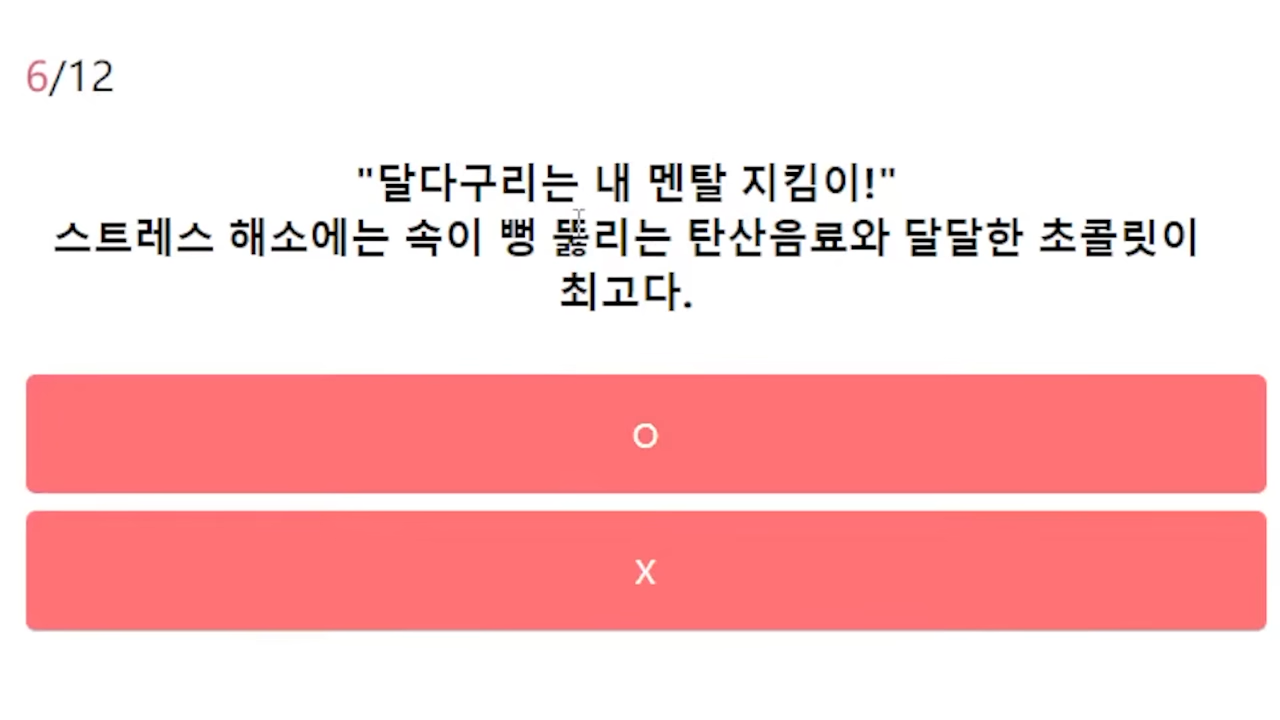 6/12
"달다구리는 내 멘탈 지킴이!"
스트레스 해소에는 속이 뻥 뚫리는 탄산음료와 달달한 초콜릿이
최고다.
O
X